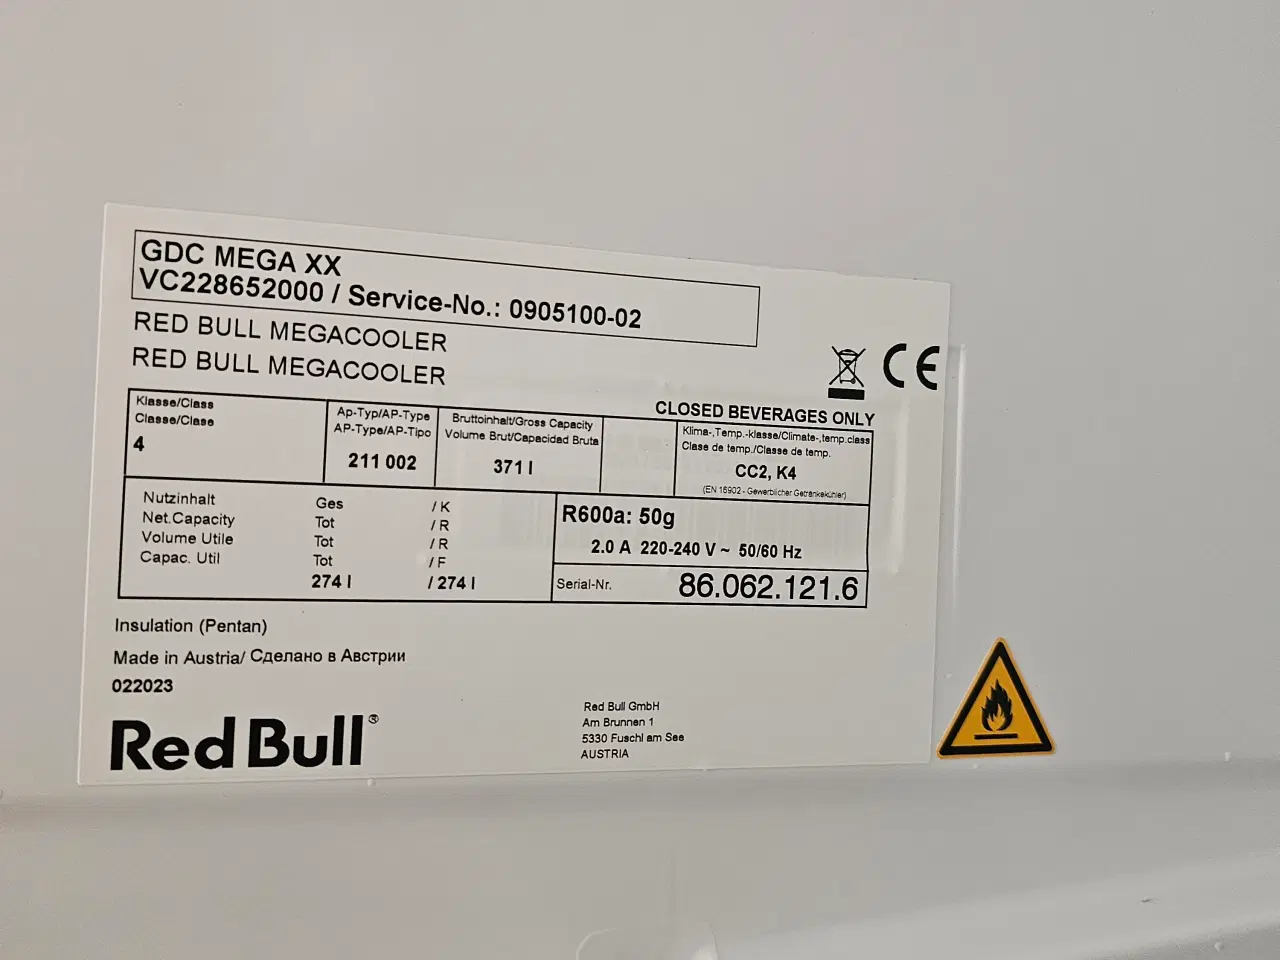 GDC MEGA XX
VC228652000 / Service-No.: 0905100-02
RED BULL MEGACOOLER
RED BULL MEGACOOLER
CE
CLOSED BEVERAGES ONLY
Klasse/Class
Classe/Clase
4
Ap-Typ/AP-Type
AP-Type/AP-Tipo
211 002
Bruttoinhalt/Gross Capacity
Volume Brut/Capacidad Bruta
371 l
Klima-,Temp.-klasse/Climate-,temp.class
Clase de temp./Classe de temp.
CC2, K4
(EN 16902 - Gewerblicher Getränkekühler)
Nutzinhalt Ges / K
Net.Capacity Tot / R
Volume Utile Tot / R
Capac. Util Tot / F
274 l / 274 l
R600a: 50g
2.0 A 220-240 V ~ 50/60 Hz
Serial-Nr. 86.062.121.6
Insulation (Pentan)
Made in Austria/ Сделано в Австрии
022023
Red Bull®
Red Bull GmbH
Am Brunnen 1
5330 Fuschl am See
AUSTRIA